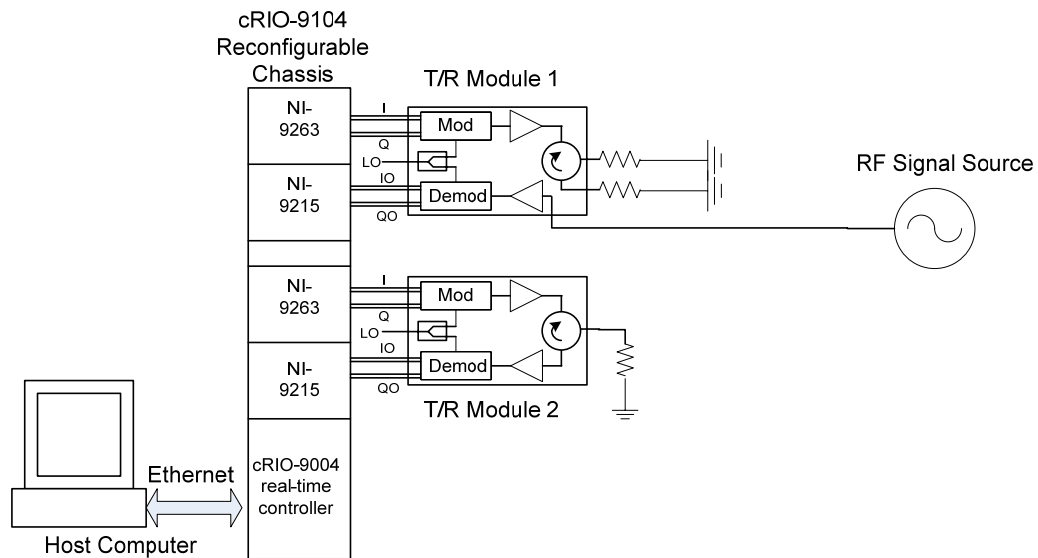 cRIO-9104
Reconfigurable
Chassis
T/R Module 1
NI-
9263
I
Q
LO
IO
QO
Mod
Demod
NI-
9215
RF Signal Source
NI-
9263
I
Q
LO
IO
QO
Mod
Demod
NI-
9215
T/R Module 2
cRIO-9004
real-time
controller
Ethernet
Host Computer